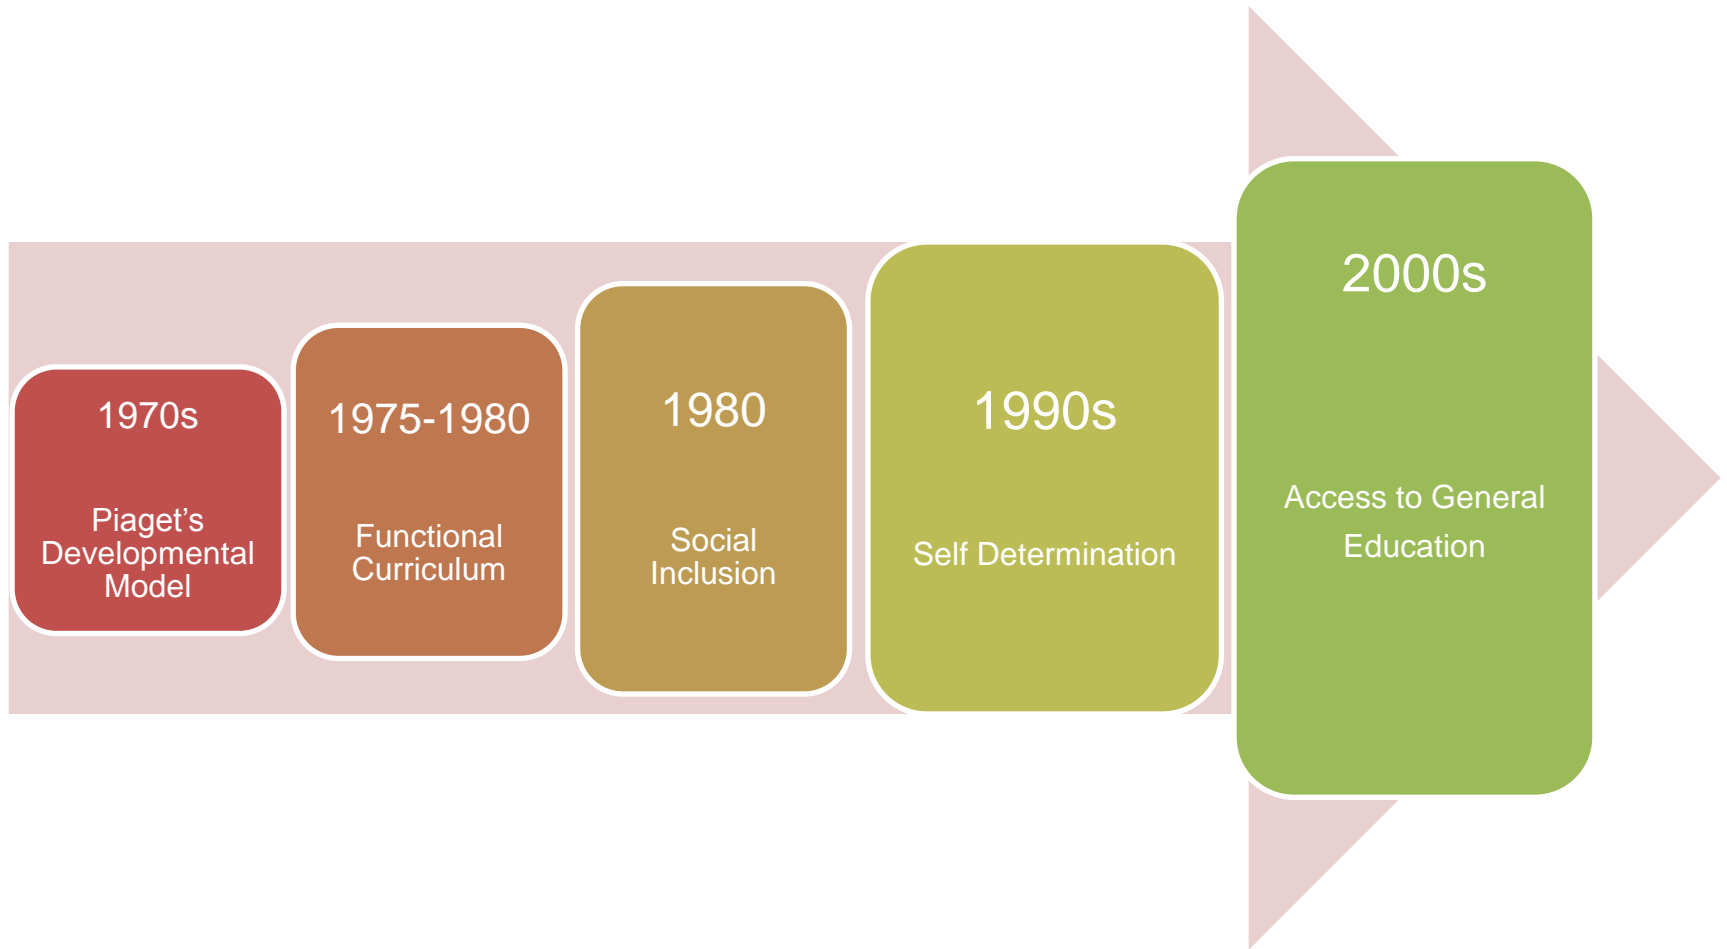 1970s
Piaget’s
Developmental
Model
1975-1980
Functional
Curriculum
1980
Social
Inclusion
1990s
Self Determination
2000s
Access to General
Education